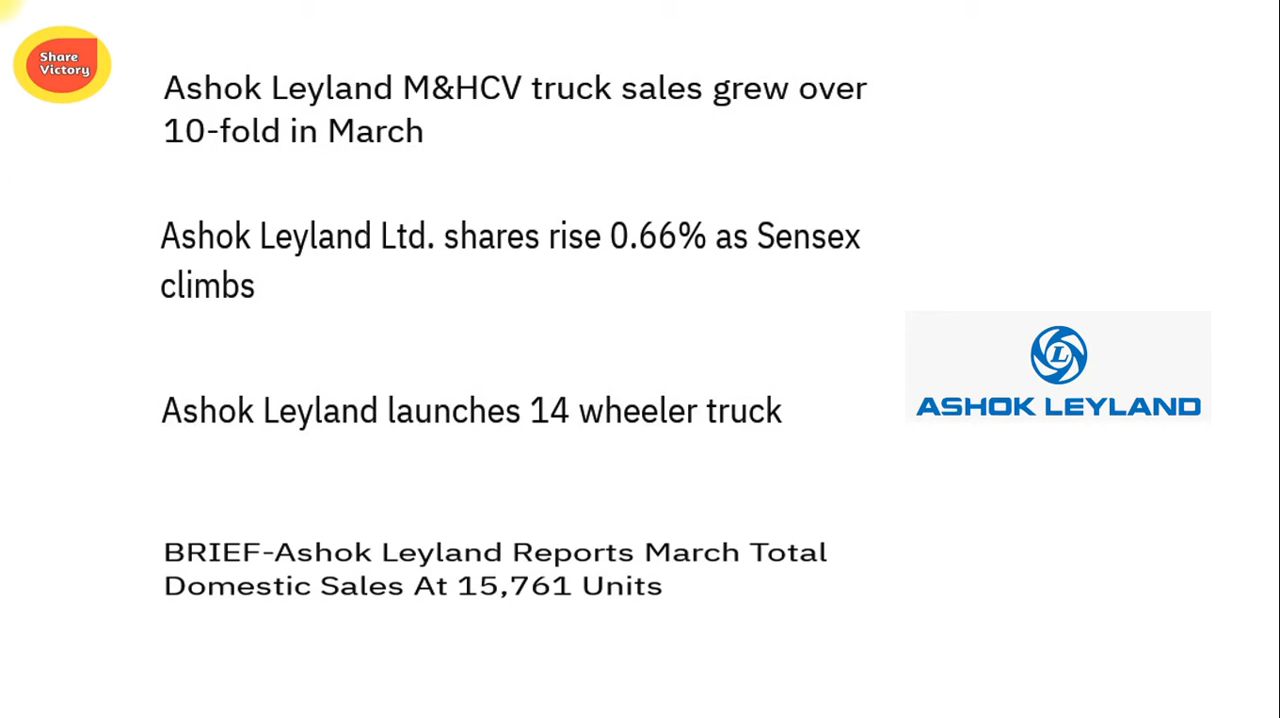 Share
Victory
Ashok Leyland M&HCV truck sales grew over
10-fold in March
Ashok Leyland Ltd. shares rise 0.66% as Sensex
climbs
L
ASHOK LEYLAND
Ashok Leyland launches 14 wheeler truck
BRIEF-Ashok Leyland Reports March Total
Domestic Sales At 15,761 Units